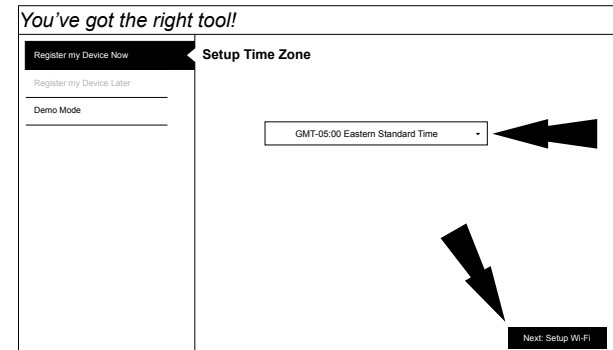 You've got the right tool!
Register my Device Now
Setup Time Zone
Register my Device Later
Demo Mode
GMT-05:00 Eastern Standard Time
Next: Setup Wi-Fi